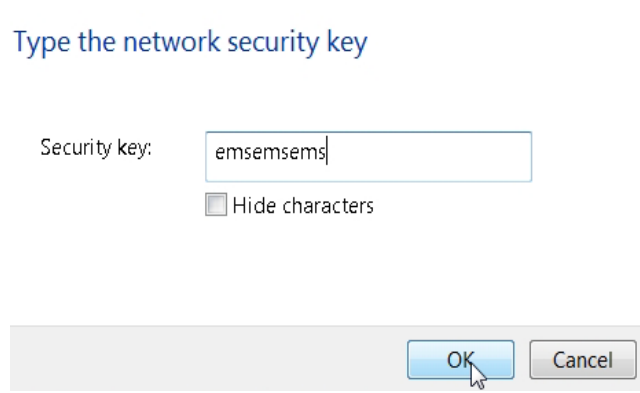 Type the network security key
Security key:
emsemsems
Hide characters
OK
Cancel